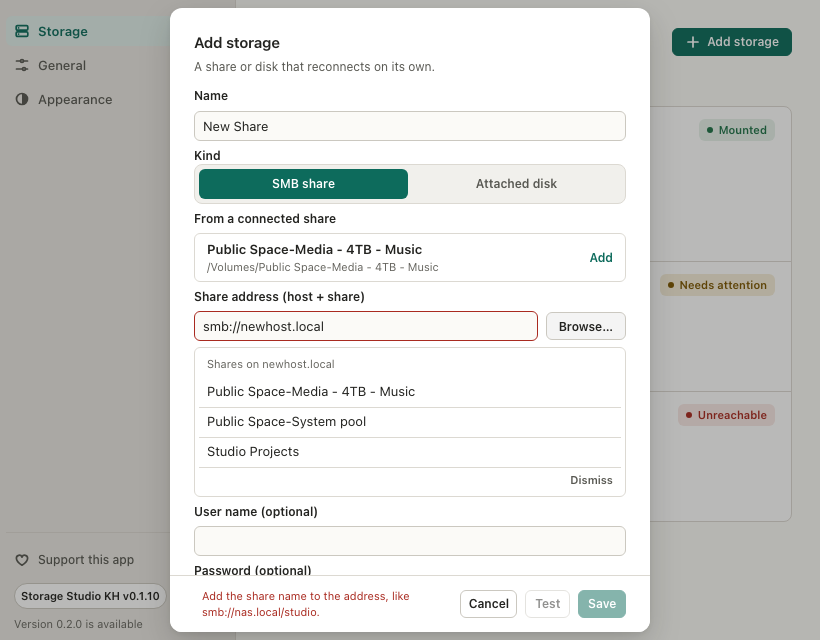 Storage
General
Appearance
Support this app
Storage Studio KH v0.1.10
Version 0.2.0 is available
Add storage
Mounted
Needs attention
Unreachable
Add storage
A share or disk that reconnects on its own.
Name
New Share
Kind
SMB share
Attached disk
From a connected share
Public Space-Media - 4TB - Music
/Volumes/Public Space-Media - 4TB - Music
Add
Share address (host + share)
smb://newhost.local
Browse...
Shares on newhost.local
Public Space-Media - 4TB - Music
Public Space-System pool
Studio Projects
Dismiss
User name (optional)
Password (optional)
Add the share name to the address, like
smb://nas.local/studio.
Cancel
Test
Save